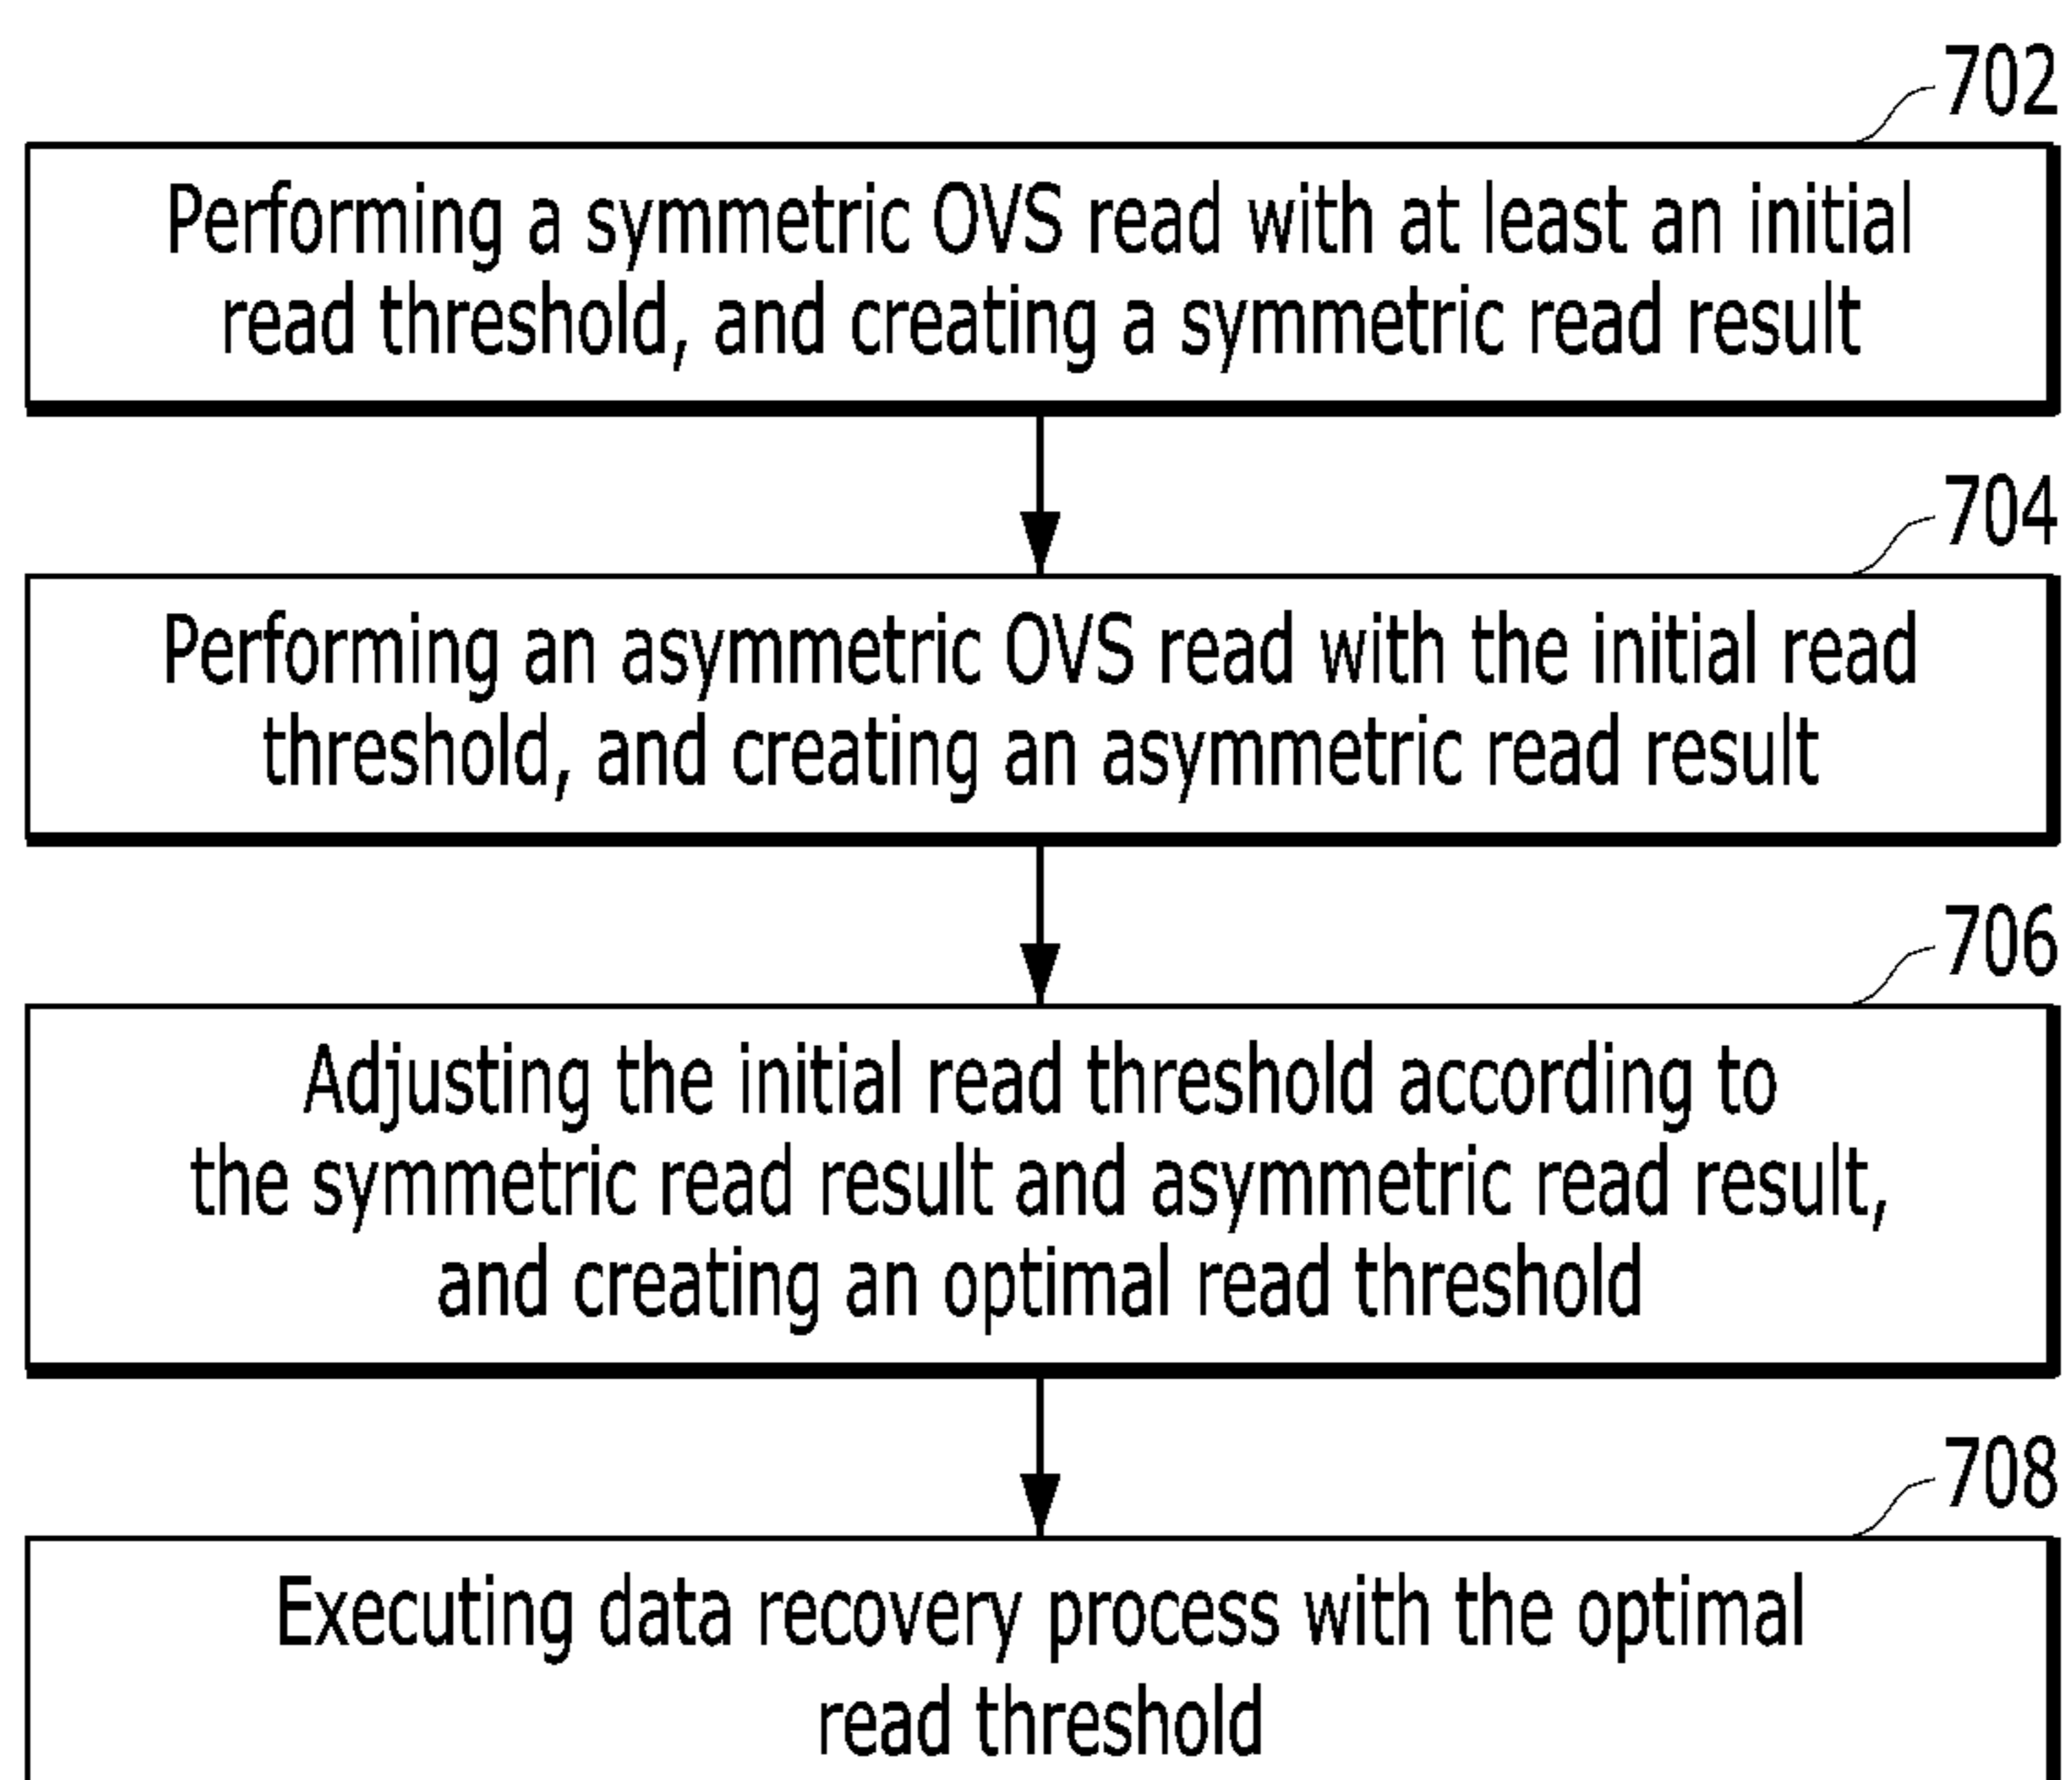 702
Performing a symmetric OVS read with at least an initial
read threshold, and creating a symmetric read result
704
Performing an asymmetric OVS read with the initial read
threshold, and creating an asymmetric read result
706
Adjusting the initial read threshold according to
the symmetric read result and asymmetric read result,
and creating an optimal read threshold
708
Executing data recovery process with the optimal
read threshold